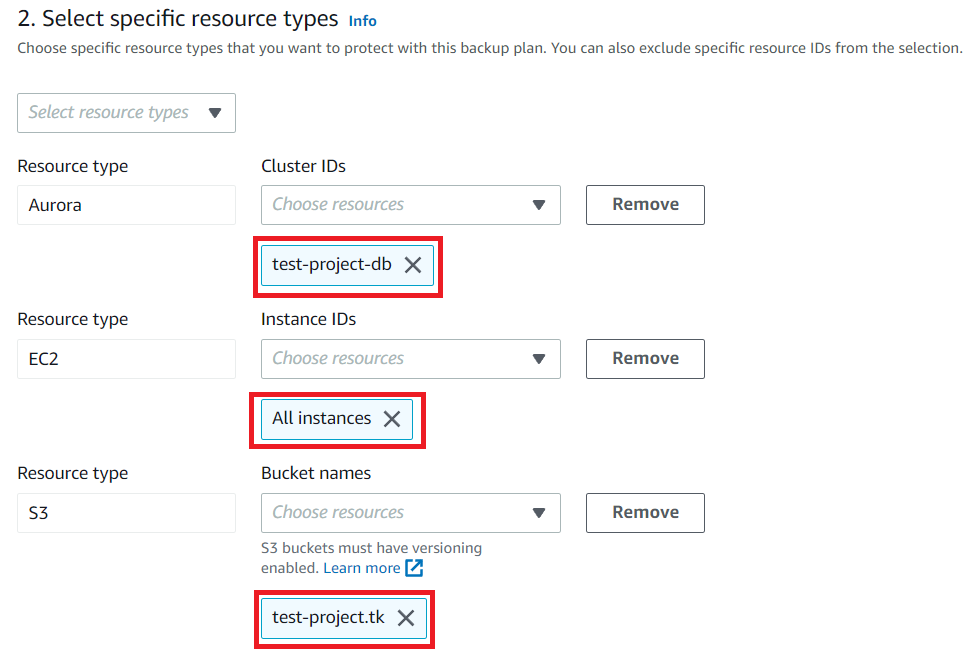 2. Select specific resource types Info
Choose specific resource types that you want to protect with this backup plan. You can also exclude specific resource IDs from the selection.
Select resource types
Resource type Cluster IDs
Aurora Choose resources Remove
test-project-db
Resource type Instance IDs
EC2 Choose resources Remove
All instances
Resource type Bucket names
S3 Choose resources Remove
S3 buckets must have versioning
enabled. Learn more
test-project.tk